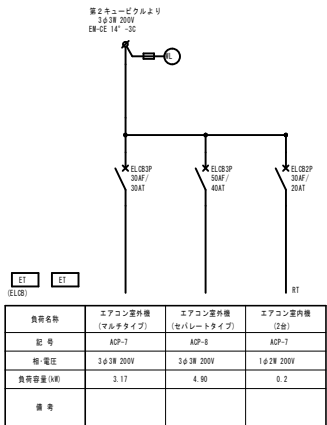 第2キュービクルより
3φ3W 200V
EM-CE 14° -3C
WL
ELCB3P
30AF/
30AT
ELCB3P
50AF/
40AT
ELCB2P
30AF/
20AT
ET ET
(ELCB)
RT
負荷名称 エアコン室外機 エアコン室外機 エアコン室内機
(マルチタイプ) (セパレートタイプ) (2台)
記 号 ACP-7 ACP-8 ACP-7
相・電圧 3φ3W 200V 3φ3W 200V 1φ2W 200V
負荷容量(kW) 3.17 4.90 0.2
備 考